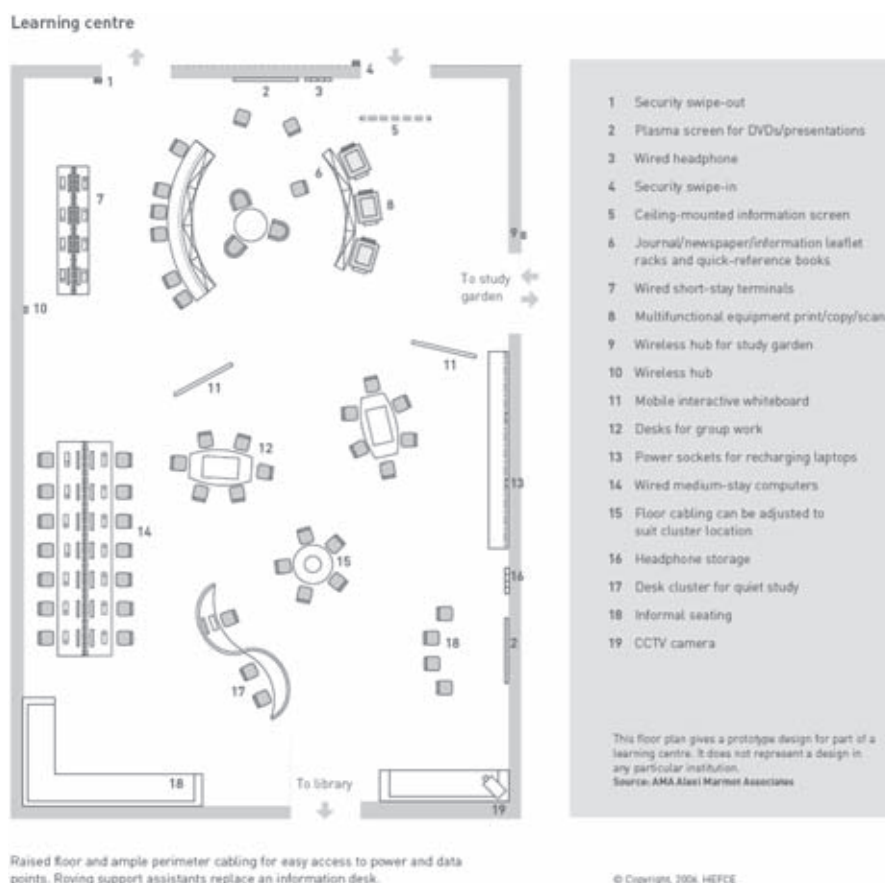 Learning centre
1
2
3
4
5
6
7
8
9
To study
garden
10
11
11
12
13
14
15
16
17
18
2
18
To library
19
1 Security swipe-out
2 Plasma screen for DVDs/presentations
3 Wired headphone
4 Security swipe-in
5 Ceiling-mounted information screen
6 Journal/newspaper/information leaflet
racks and quick-reference books
7 Wired short-stay terminals
8 Multifunctional equipment print/copy/scan
9 Wireless hub for study garden
10 Wireless hub
11 Mobile interactive whiteboard
12 Desks for group work
13 Power sockets for recharging laptops
14 Wired medium-stay computers
15 Floor cabling can be adjusted to
suit cluster location
16 Headphone storage
17 Desk cluster for quiet study
18 Informal seating
19 CCTV camera
This floor plan gives a prototype design for part of a
learning centre. It does not represent a design in
any particular institution.
Source: AMA Alexi Marmot Associates
Raised floor and ample perimeter cabling for easy access to power and data
points. Roving support assistants replace an information desk.
© Copyright, 2006, HEFCE